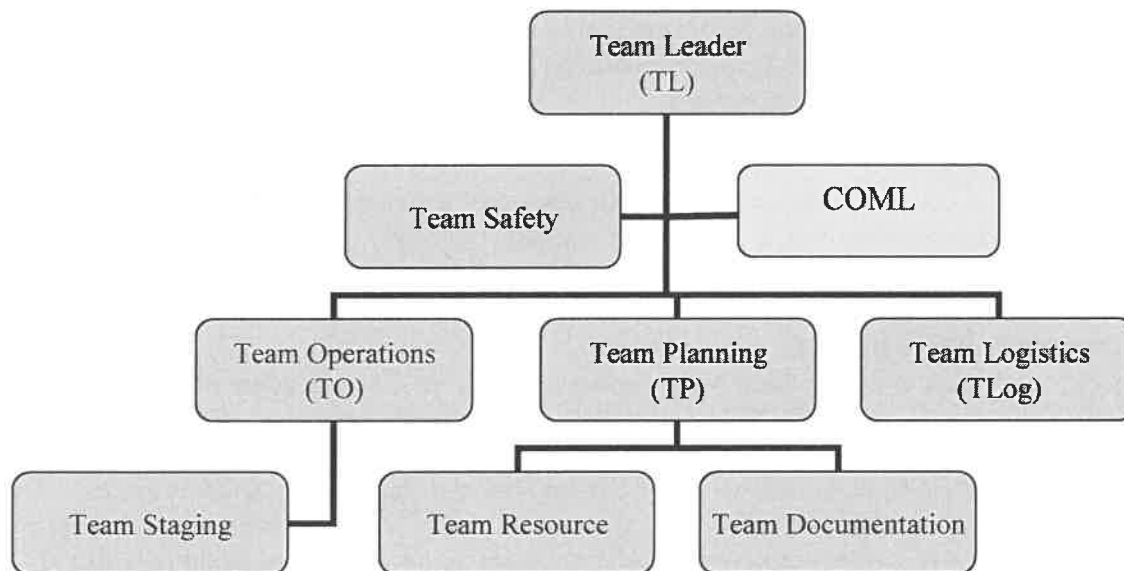 Team Leader
(TL)
Team Safety
COML
Team Operations
(TO)
Team Planning
(TP)
Team Logistics
(TLog)
Team Staging
Team Resource
Team Documentation